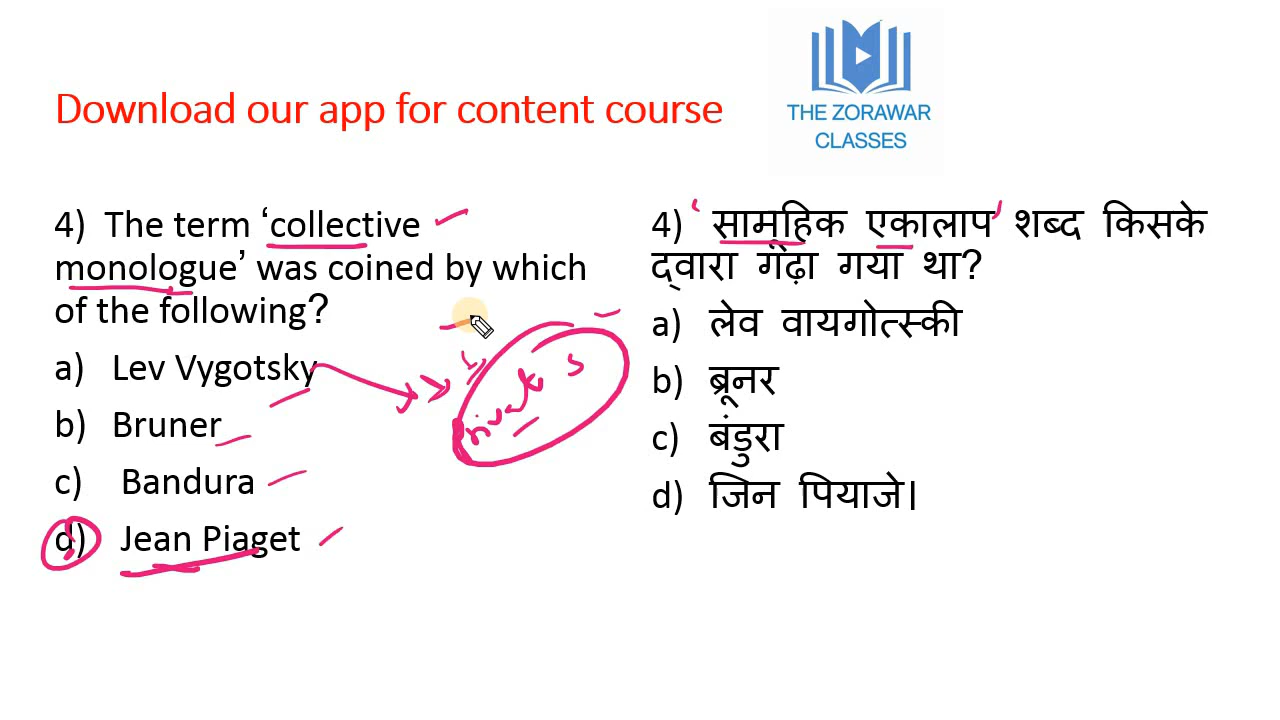 Download our app for content course
THE ZORAWAR
CLASSES
4) The term ‘collective
monologue’ was coined by which
of the following?
a) Lev Vygotsky
b) Bruner
c) Bandura
d) Jean Piaget
Private s
4) ‘ सामूहिक एकालाप’ शब्द किसके
द्वारा गढ़ा गया था?
a) लेव वायगोत्स्की
b) ब्रूनर
c) बंडुरा
d) जिन पियाजे।